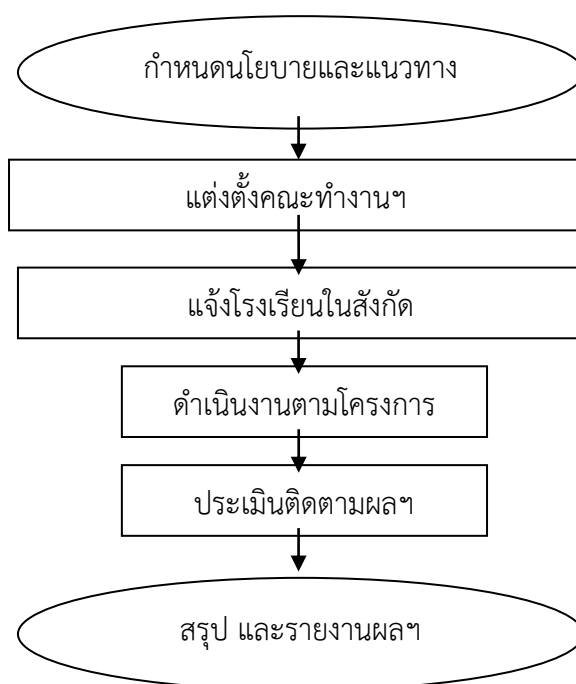 กำหนดนโยบายและแนวทาง
แต่งตั้งคณะทำงานฯ
แจ้งโรงเรียนในสังกัด
ดำเนินงานตามโครงการ
ประเมินติดตามผลฯ
สรุป และรายงานผลฯ